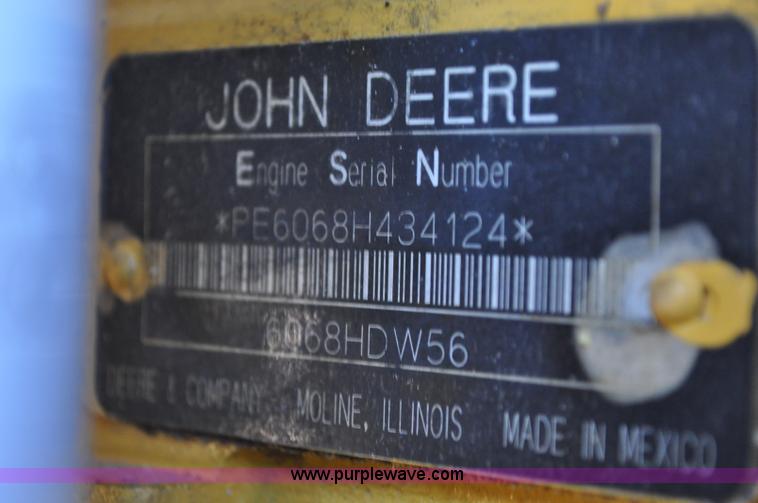 JOHN DEERE
Engine Serial Number
*PE6068H434124*
6068HDW56
DEERE & COMPANY MOLINE, ILLINOIS MADE IN MEXICO
www.purplewave.com